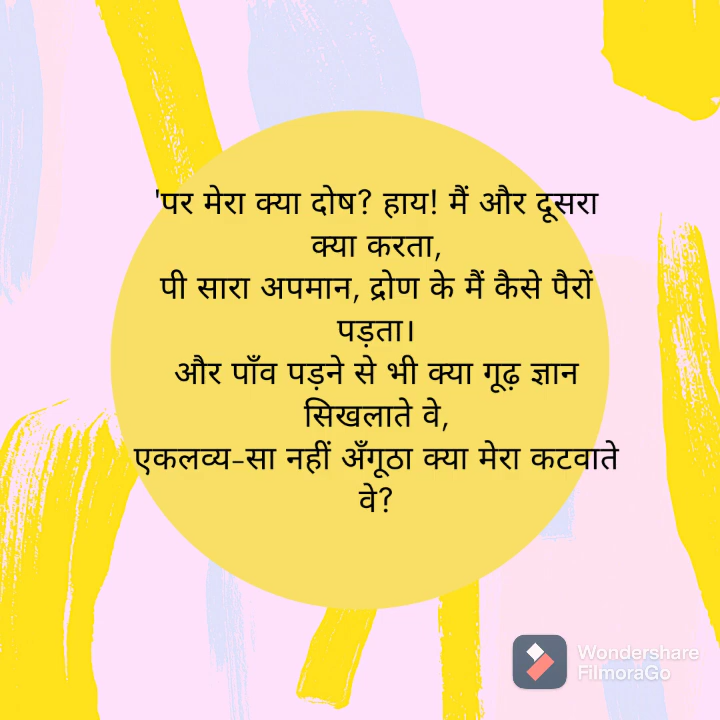 'पर मेरा क्या दोष? हाय! मैं और दूसरा
क्या करता,
पी सारा अपमान, द्रोण के मैं कैसे पैरों
पड़ता।
और पाँव पड़ने से भी क्या गूढ़ ज्ञान
सिखलाते वे,
एकलव्य-सा नहीं अँगूठा क्या मेरा कटवाते
वे?
Wondershare
FilmoraGo